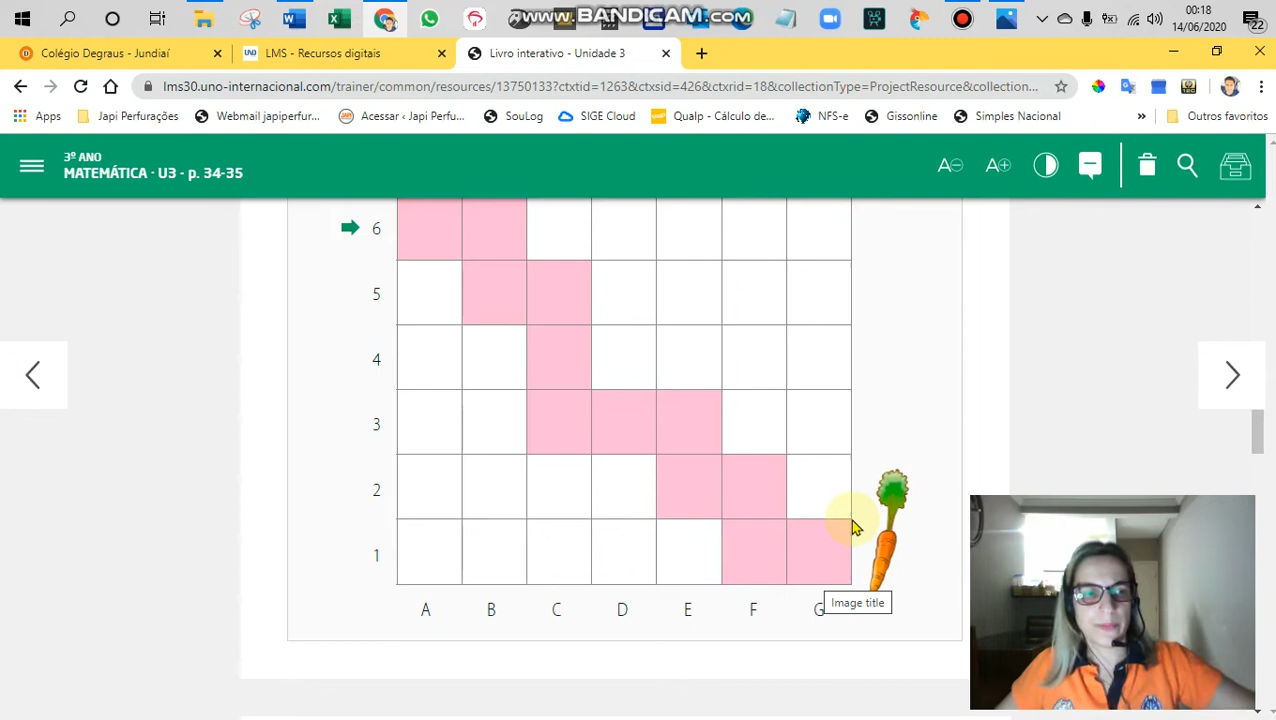 www.BANDICAM.com
00:18
14/06/2020
22
Colégio Degraus - Jundiaí
LMS - Recursos digitais
Livro interativo - Unidade 3
lms30.uno-internacional.com/trainer/common/resources/13750133?ctxtid=1263&ctxsid=426&ctxrid=18&collectionType=ProjectResource&collection...
Apps
Japi Perfurações
Webmail japiperfur...
Acessar ‹ Japi Perfu...
SouLog
SIGE Cloud
Qualp - Cálculo de...
NFS-e
Gissonline
Simples Nacional
»
Outros favoritos
3º ANO
MATEMÁTICA · U3 - p. 34-35
A
A
6
5
4
3
2
1
A B C D E F G
Image title